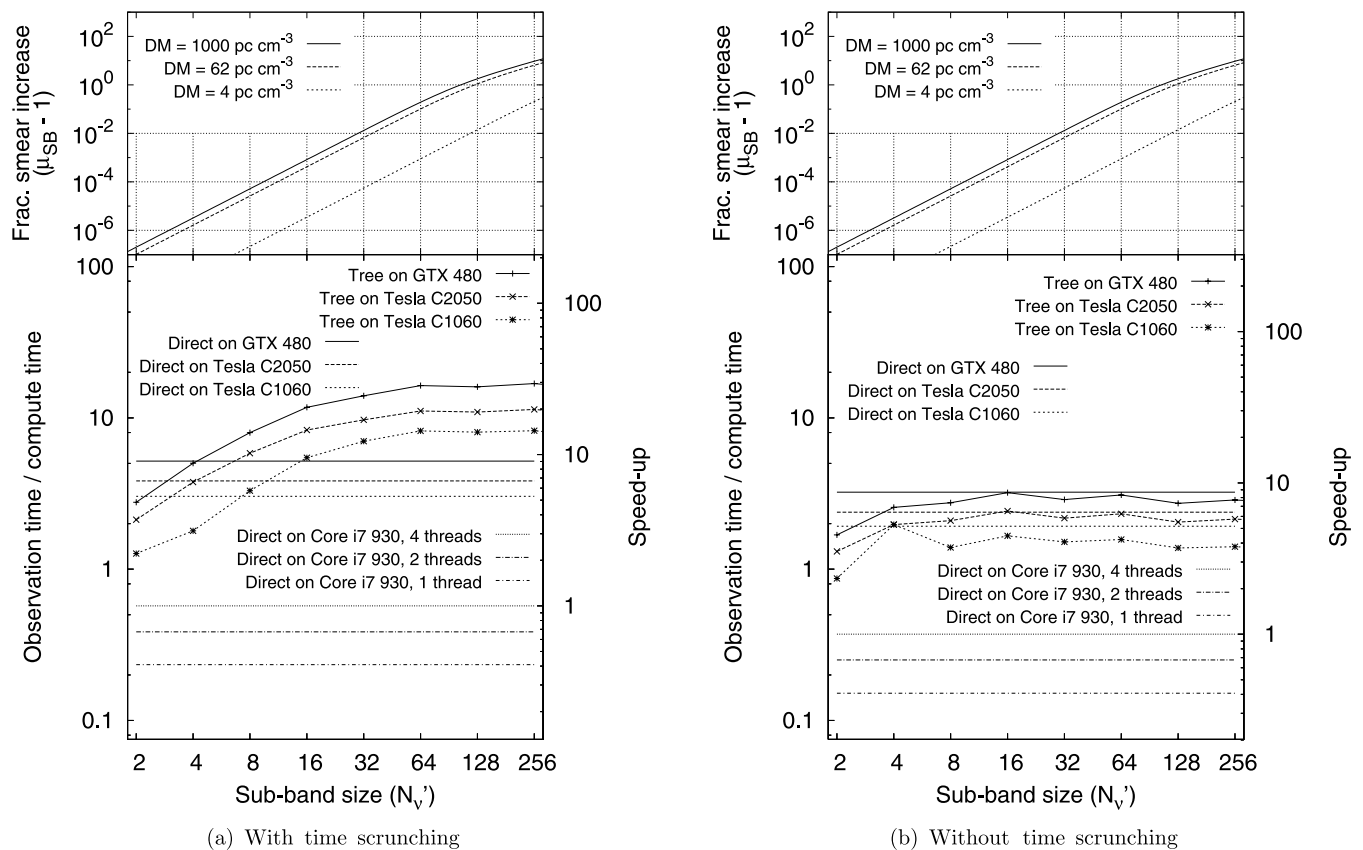 Frac. smear increase
(μSB - 1)
10^2
10^0
10^-2
10^-4
10^-6
DM = 1000 pc cm^-3
DM = 62 pc cm^-3
DM = 4 pc cm^-3
Observation time / compute time
100
10
1
0.1
Tree on GTX 480
Tree on Tesla C2050
Tree on Tesla C1060
Direct on GTX 480
Direct on Tesla C2050
Direct on Tesla C1060
Direct on Core i7 930, 4 threads
Direct on Core i7 930, 2 threads
Direct on Core i7 930, 1 thread
100
10
1
Speed-up
2 4 8 16 32 64 128 256
Sub-band size (Nν')
(a) With time scrunching
Frac. smear increase
(μSB - 1)
10^2
10^0
10^-2
10^-4
10^-6
DM = 1000 pc cm^-3
DM = 62 pc cm^-3
DM = 4 pc cm^-3
Observation time / compute time
100
10
1
0.1
Tree on GTX 480
Tree on Tesla C2050
Tree on Tesla C1060
Direct on GTX 480
Direct on Tesla C2050
Direct on Tesla C1060
Direct on Core i7 930, 4 threads
Direct on Core i7 930, 2 threads
Direct on Core i7 930, 1 thread
100
10
1
Speed-up
2 4 8 16 32 64 128 256
Sub-band size (Nν')
(b) Without time scrunching